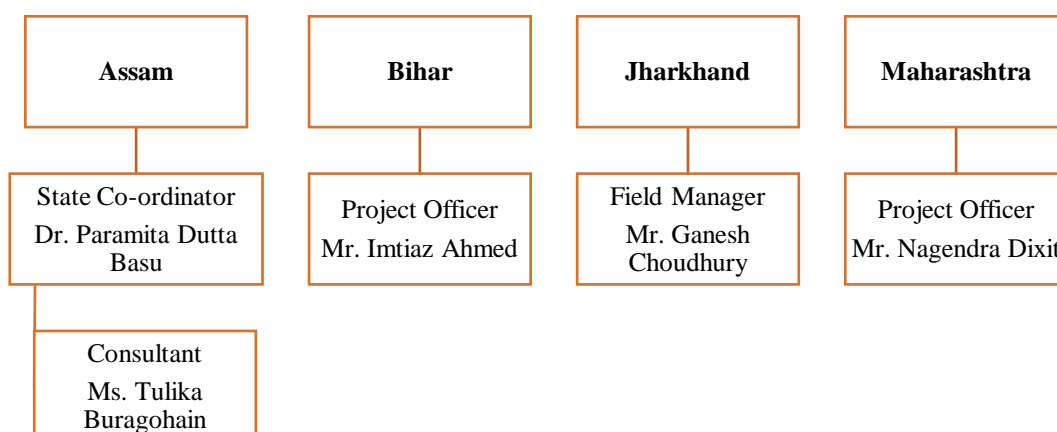 Assam
Bihar
Jharkhand
Maharashtra
State Co-ordinator
Dr. Paramita Dutta
Basu
Project Officer
Mr. Imtiaz Ahmed
Field Manager
Mr. Ganesh
Choudhury
Project Officer
Mr. Nagendra Dixit
Consultant
Ms. Tulika
Buragohain